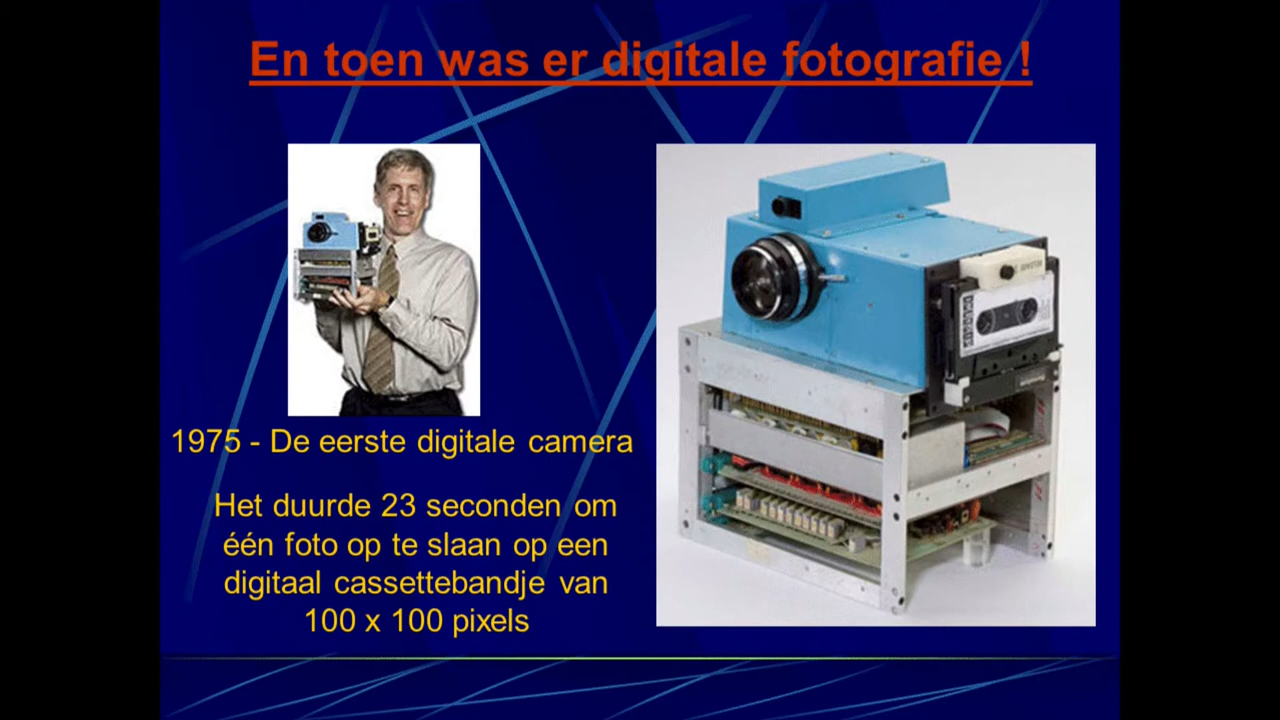 En toen was er digitale fotografie !
1975 - De eerste digitale camera
Het duurde 23 seconden om
één foto op te slaan op een
digitaal cassettebandje van
100 x 100 pixels